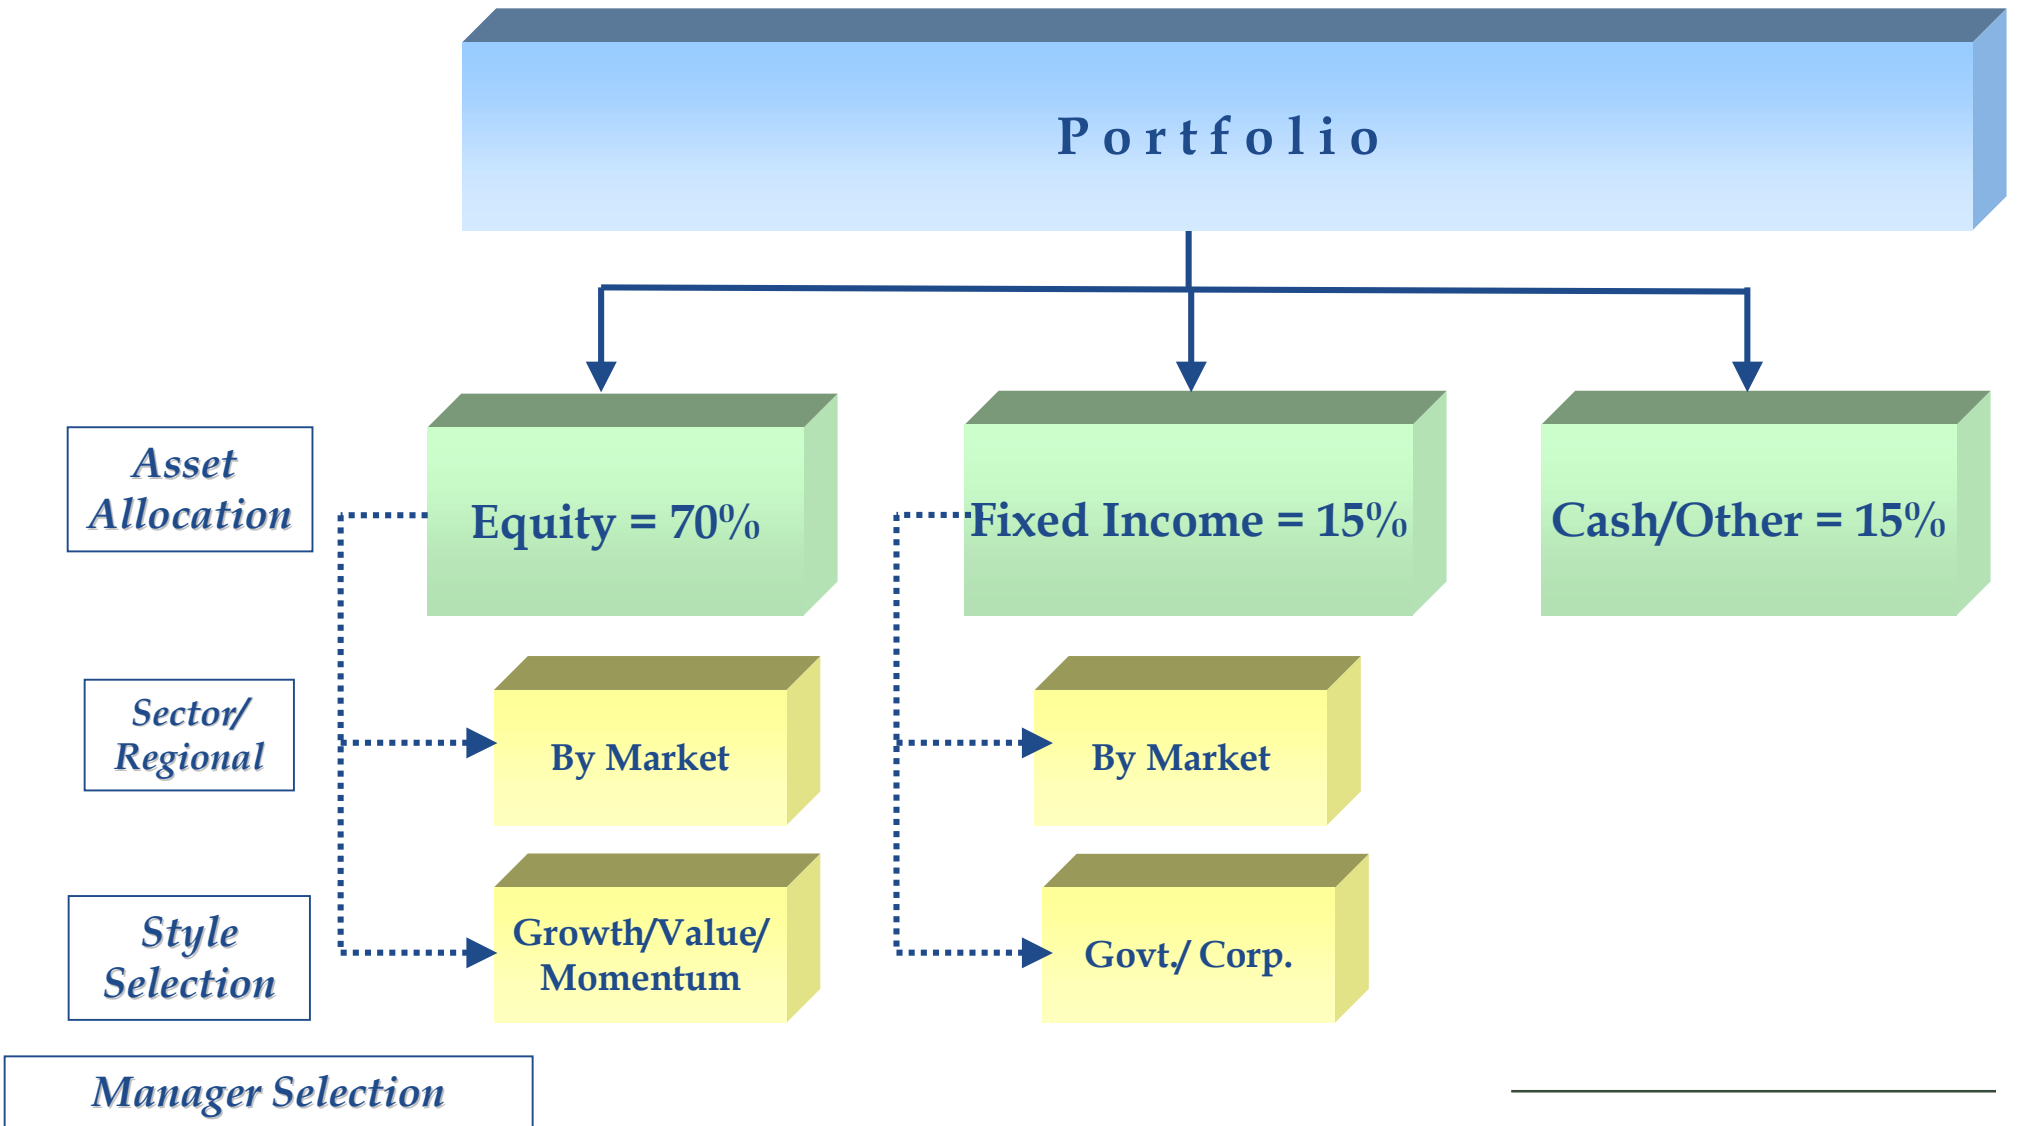 P o r t f o l i o
Asset
Allocation
Equity = 70%
Fixed Income = 15%
Cash/Other = 15%
Sector/
Regional
By Market
By Market
Style
Selection
Growth/Value/
Momentum
Govt./ Corp.
Manager Selection